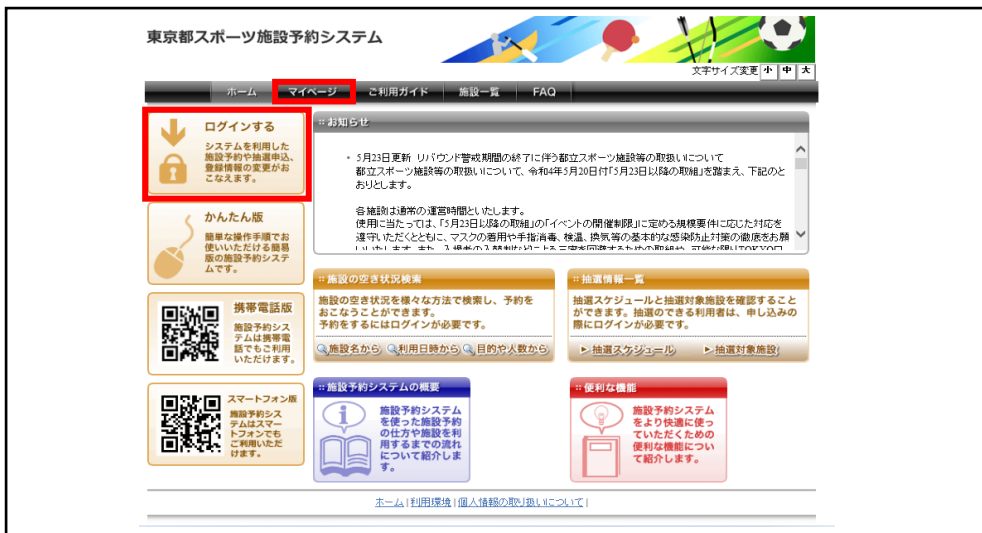 東京都スポーツ施設予約システム
文字サイズ変更 小 中 大
ホーム マイページ ご利用ガイド 施設一覧 FAQ
ログインする
システムを利用した
施設予約や抽選申込、
登録情報の変更がお
こなえます。
かんたん版
簡単な操作手順でお
使いいただける簡易
版の施設予約システ
ムです。
携帯電話版
施設予約シス
テムは携帯電
話でもご利用
いただけます。
スマートフォン版
施設予約シス
テムはスマー
トフォンでも
ご利用いただ
けます。
お知らせ
・ 5月23日更新 リバウンド警戒期間の終了に伴う都立スポーツ施設等の取扱いについて
都立スポーツ施設等の取扱いについて、令和4年5月20日付「5月23日以降の取組」を踏まえ、下記のと
おりとします。
各施設は通常の運営時間といたします。
使用に当たっては、「5月23日以降の取組」の「イベントの開催制限」に定める規模要件に応じた対応を
遵守いただくとともに、マスクの着用や手指消毒、検温、換気等の基本的な感染防止対策の徹底をお願
施設の空き状況検索
施設の空き状況を様々な方法で検索し、予約を
おこなうことができます。
予約をするにはログインが必要です。
施設名から 利用日時から 目的や人数から
抽選情報一覧
抽選スケジュールと抽選対象施設を確認すること
ができます。抽選のできる利用者は、申し込みの
際にログインが必要です。
抽選スケジュール 抽選対象施設
施設予約システムの概要
施設予約システム
を使った施設予約
の仕方や施設を利
用するまでの流れ
について紹介しま
す。
便利な機能
施設予約システム
をより快適に使っ
ていただくための
便利な機能につい
て紹介します。
ホーム | 利用環境 | 個人情報の取り扱いについて |